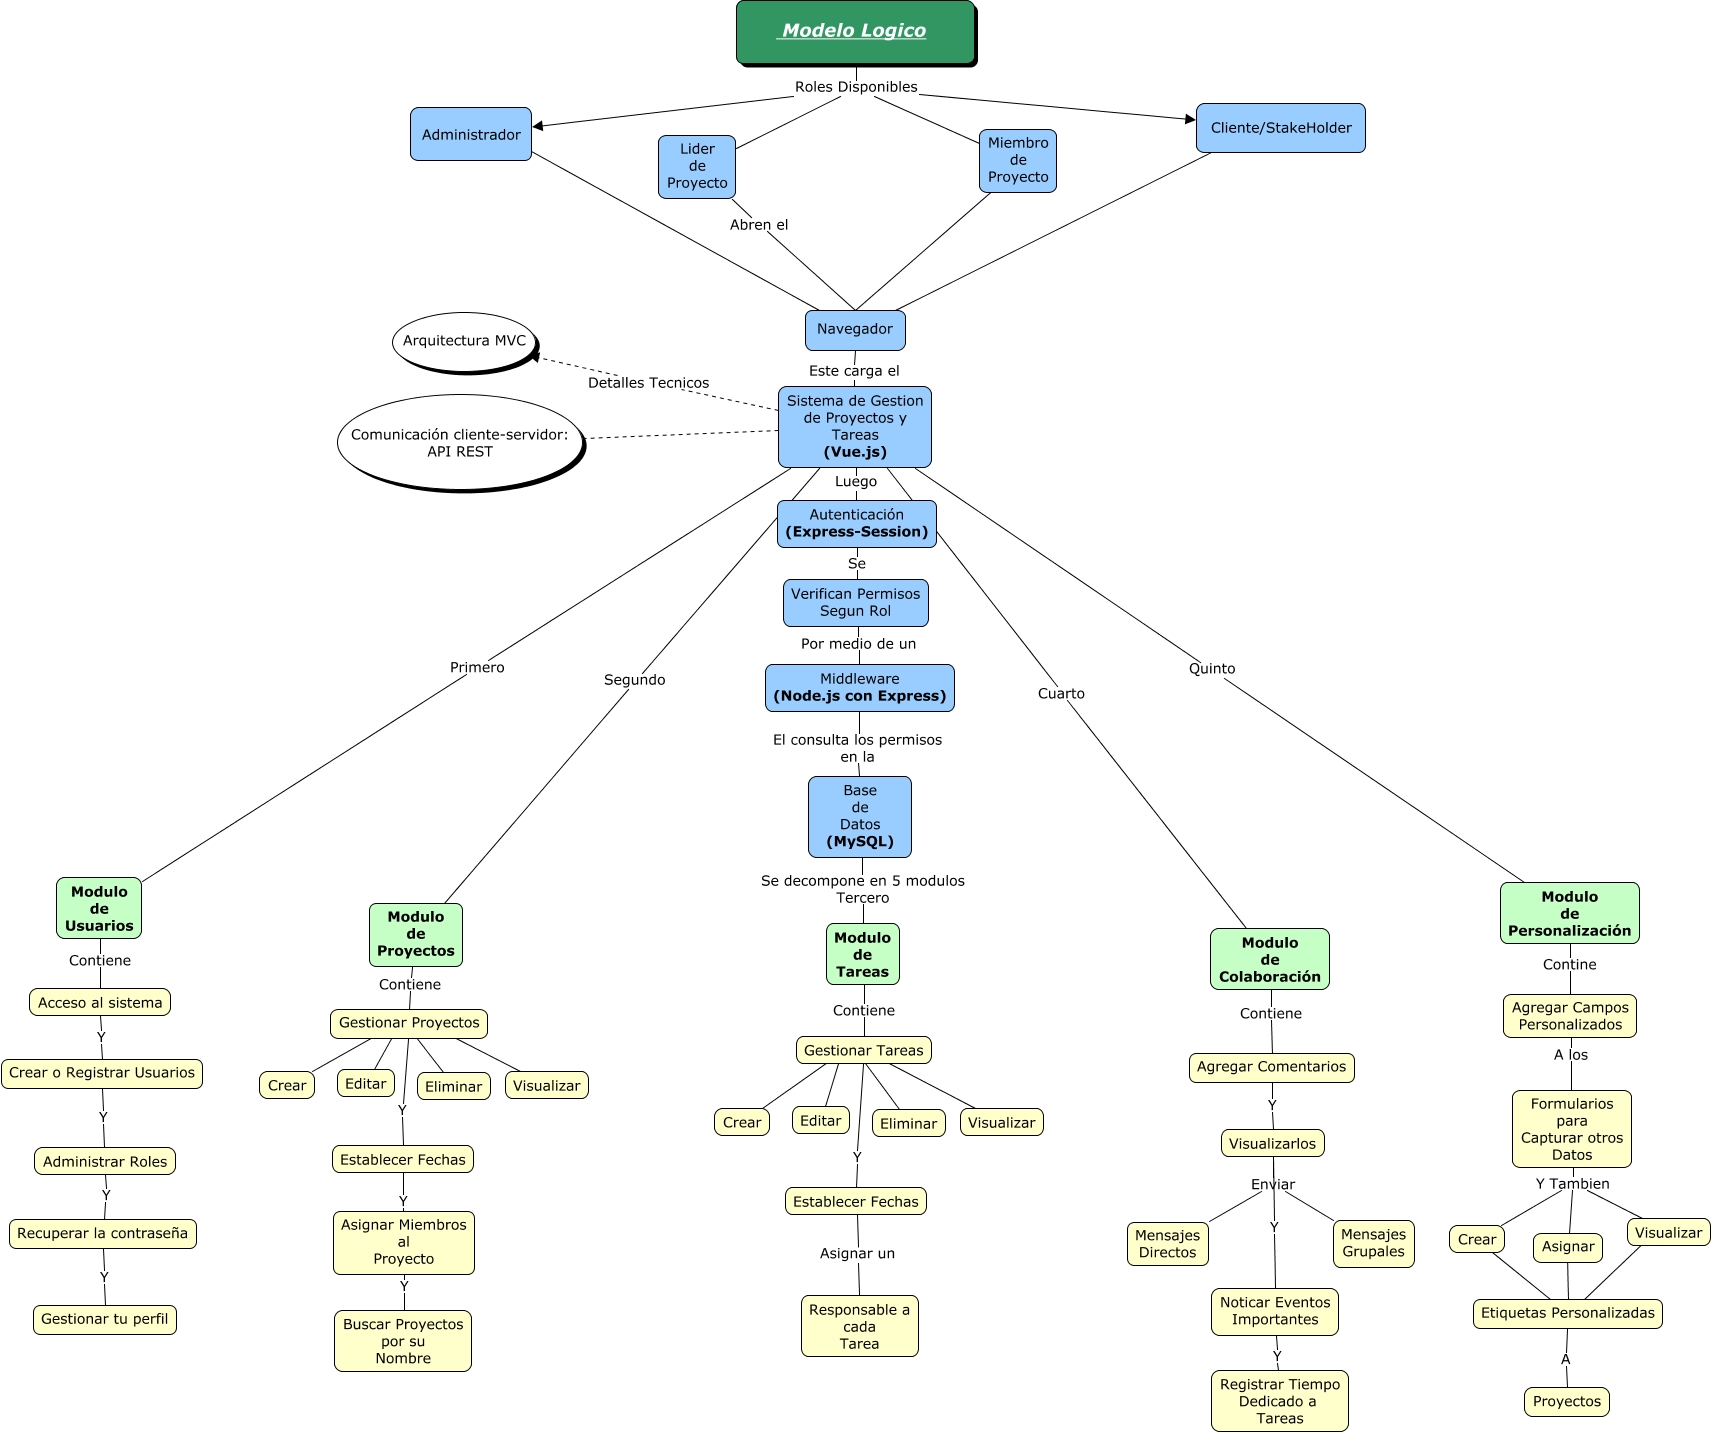 Modelo Logico
Roles Disponibles
Administrador
Lider
de
Proyecto
Miembro
de
Proyecto
Cliente/StakeHolder
Abren el
Navegador
Este carga el
Arquitectura MVC
Detalles Tecnicos
Comunicación cliente-servidor:
API REST
Sistema de Gestion
de Proyectos y
Tareas
(Vue.js)
Luego
Autenticación
(Express-Session)
Se
Verifican Permisos
Segun Rol
Por medio de un
Middleware
(Node.js con Express)
El consulta los permisos
en la
Base
de
Datos
(MySQL)
Se decompone en 5 modulos
Tercero
Primero
Segundo
Cuarto
Quinto
Modulo
de
Usuarios
Contiene
Acceso al sistema
Y
Crear o Registrar Usuarios
Y
Administrar Roles
Y
Recuperar la contraseña
Y
Gestionar tu perfil
Modulo
de
Proyectos
Contiene
Gestionar Proyectos
Crear
Editar
Eliminar
Visualizar
Y
Establecer Fechas
Y
Asignar Miembros
al
Proyecto
Y
Buscar Proyectos
por su
Nombre
Modulo
de
Tareas
Contiene
Gestionar Tareas
Crear
Editar
Eliminar
Visualizar
Y
Establecer Fechas
Asignar un
Responsable a
cada
Tarea
Modulo
de
Colaboración
Contiene
Agregar Comentarios
Y
Visualizarlos
Enviar
Mensajes
Directos
Y
Mensajes
Grupales
Noticar Eventos
Importantes
Y
Registrar Tiempo
Dedicado a
Tareas
Modulo
de
Personalización
Contine
Agregar Campos
Personalizados
A los
Formularios
para
Capturar otros
Datos
Y Tambien
Crear
Asignar
Visualizar
Etiquetas Personalizadas
A
Proyectos